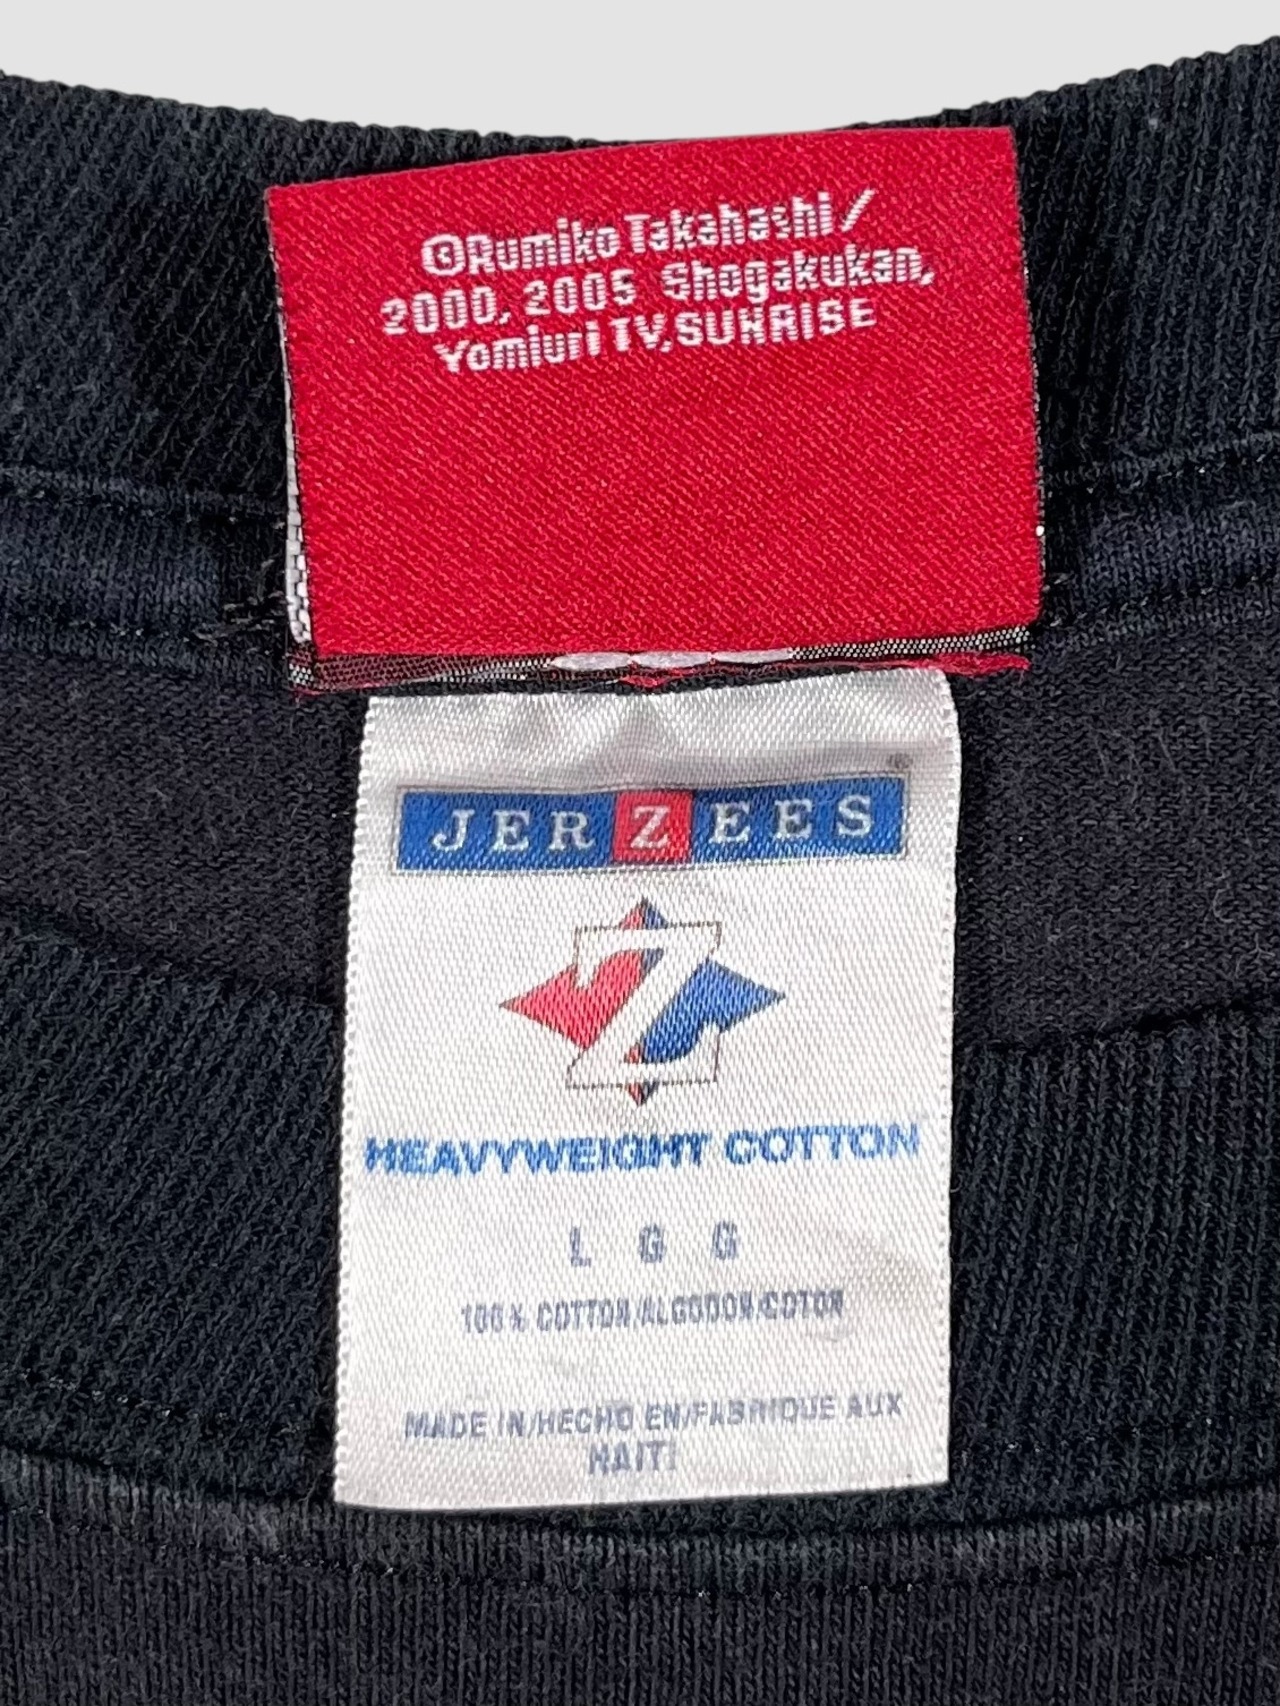 ©Rumiko Takahashi/
2000, 2005 Shogakukan,
Yomiuri TV,SUNRISE
JERZEES
Z
HEAVYWEIGHT COTTON
L G G
100% COTTON/ALGODON/COTON
MADE IN/HECHO EN/FABRIQUE AUX
HAITI